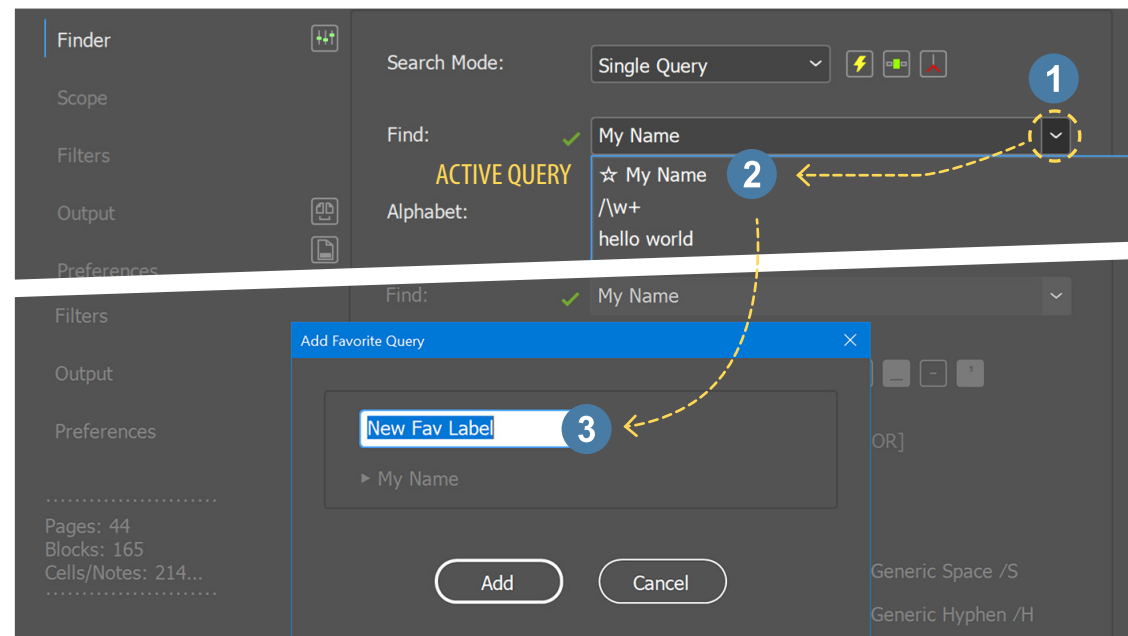 Finder
Search Mode:
Single Query
1
Scope
Find:
My Name
Filters
ACTIVE QUERY
☆ My Name
2
Output
Alphabet:
/\w+
hello world
Preferences
Find:
My Name
Filters
Add Favorite Query
Output
New Fav Label
3
Preferences
OR]
▸ My Name
Pages: 44
Blocks: 165
Cells/Notes: 214...
Add
Cancel
Generic Space /S
Generic Hyphen /H